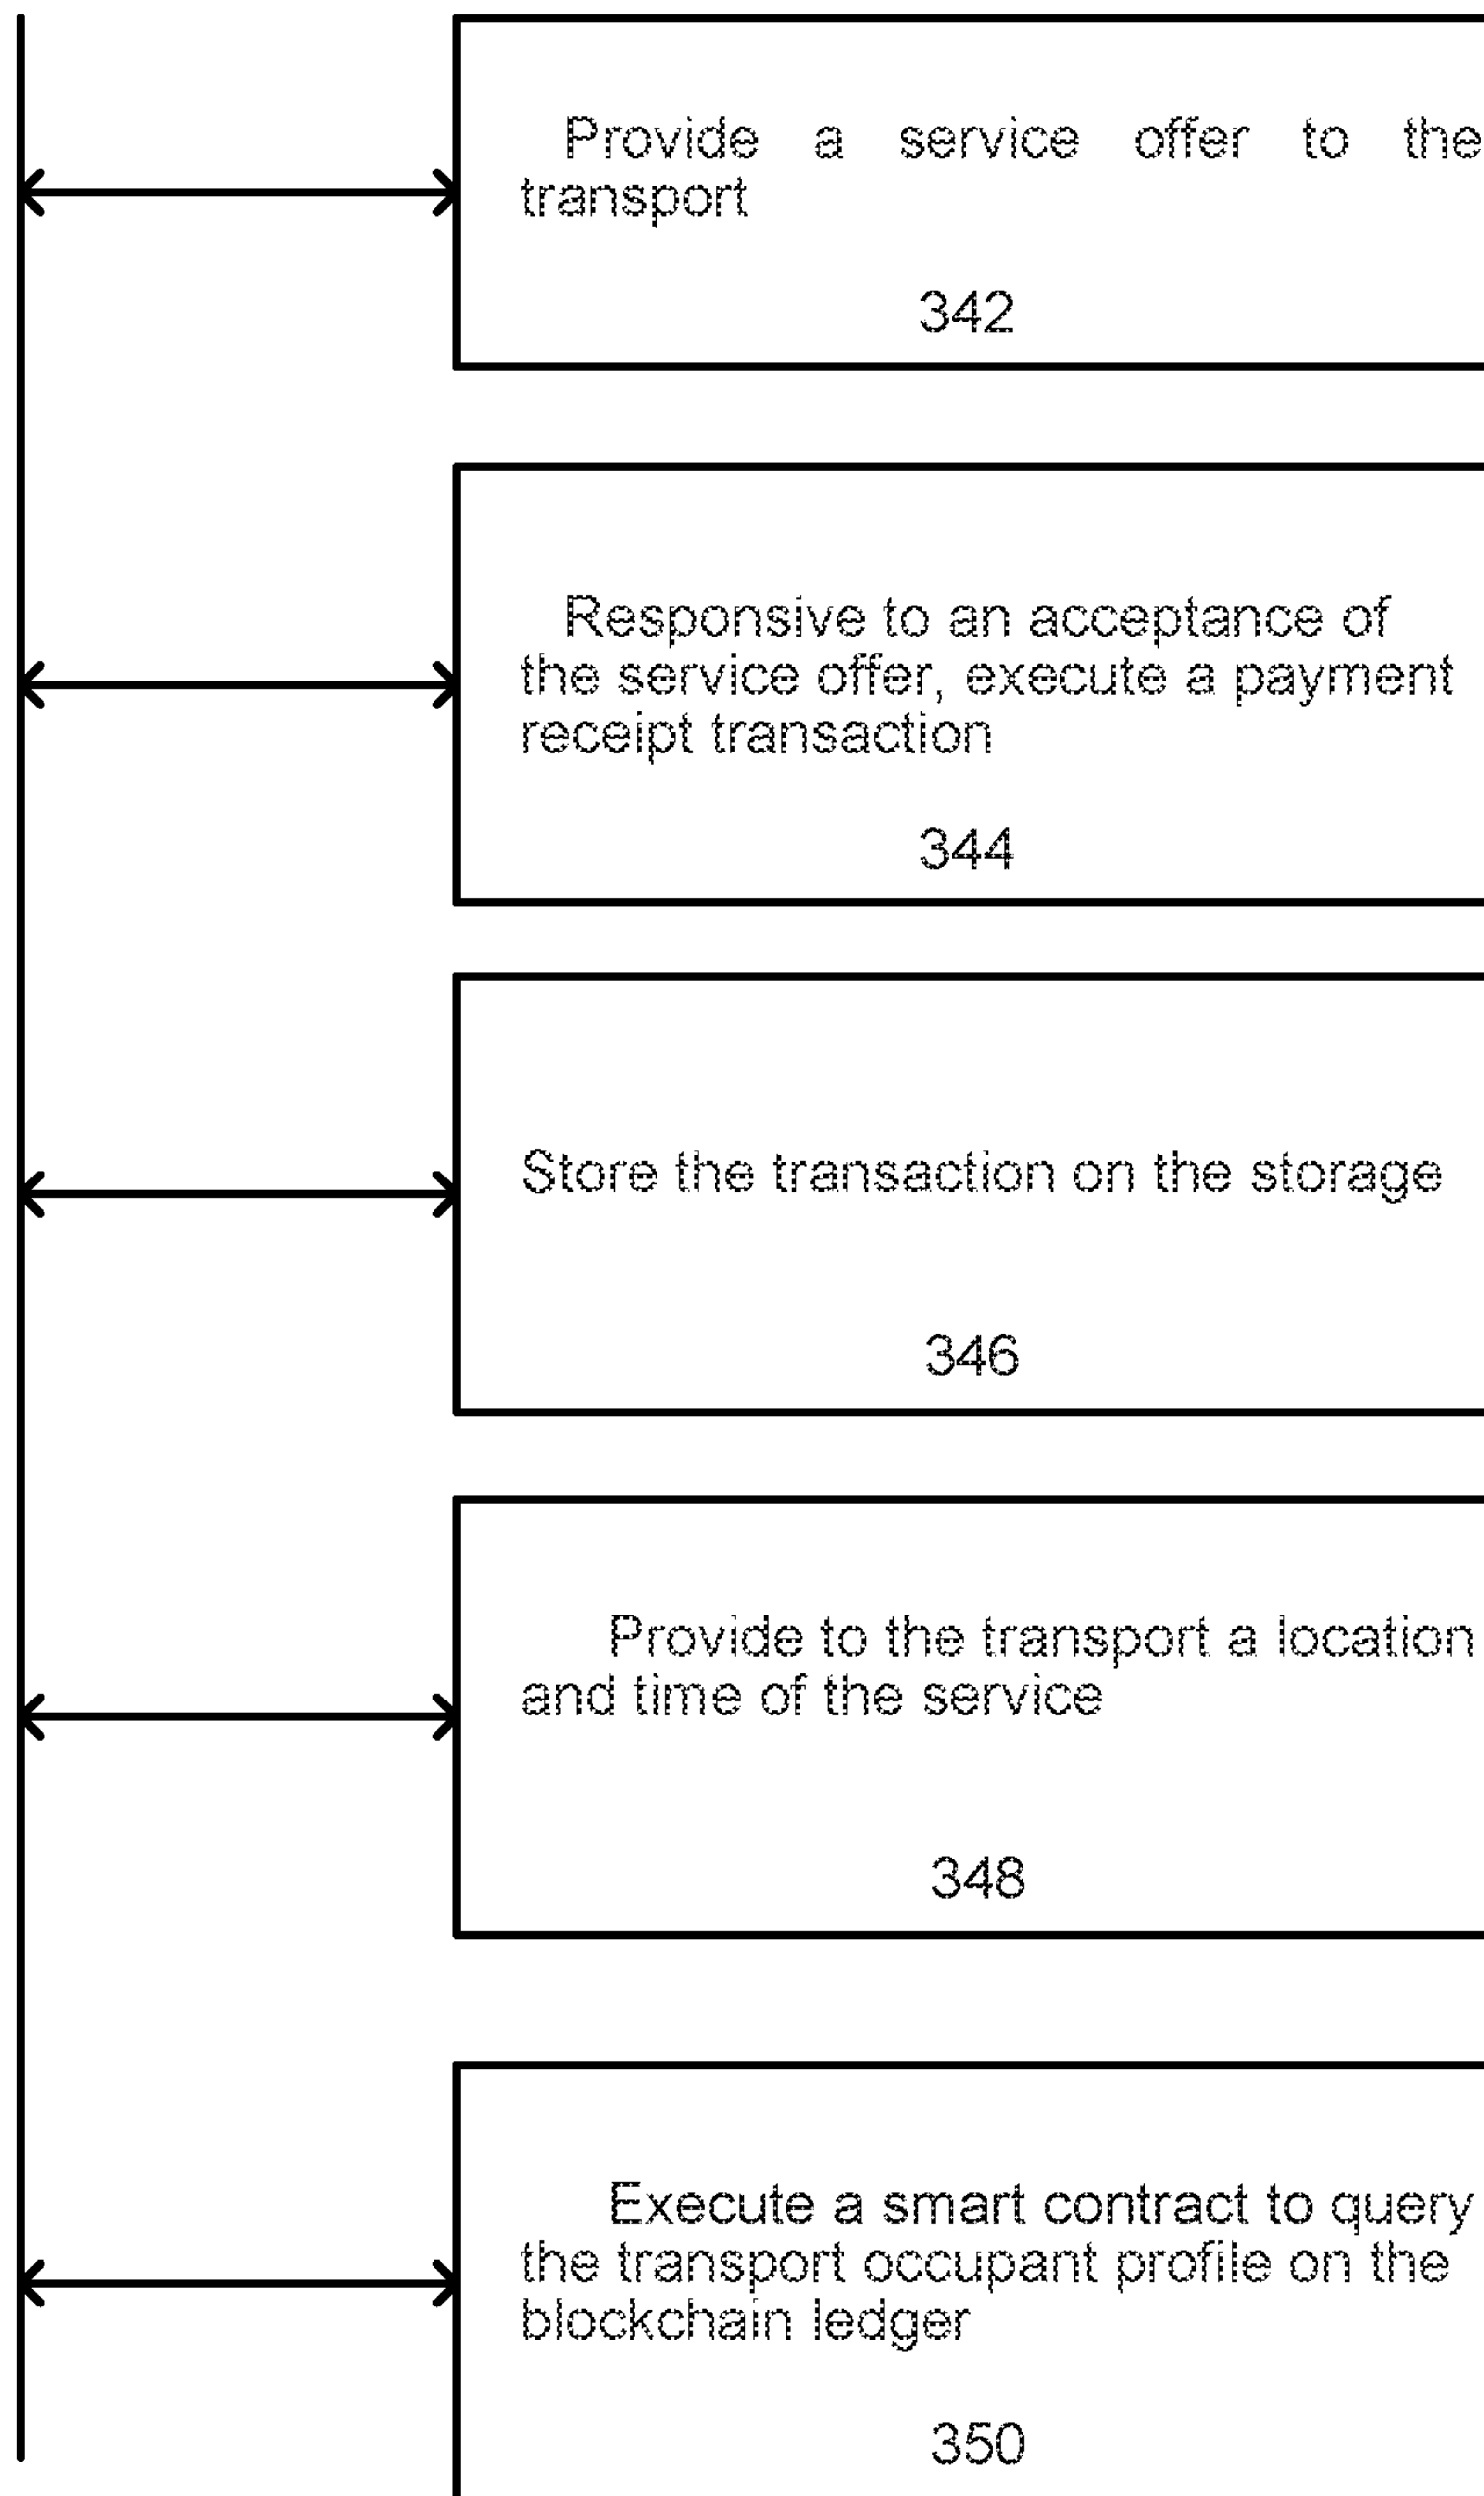 Provide a service offer to the
transport
342
Responsive to an acceptance of
the service offer, execute a payment
receipt transaction
344
Store the transaction on the storage
346
Provide to the transport a location
and time of the service
348
Execute a smart contract to query
the transport occupant profile on the
blockchain ledger
350